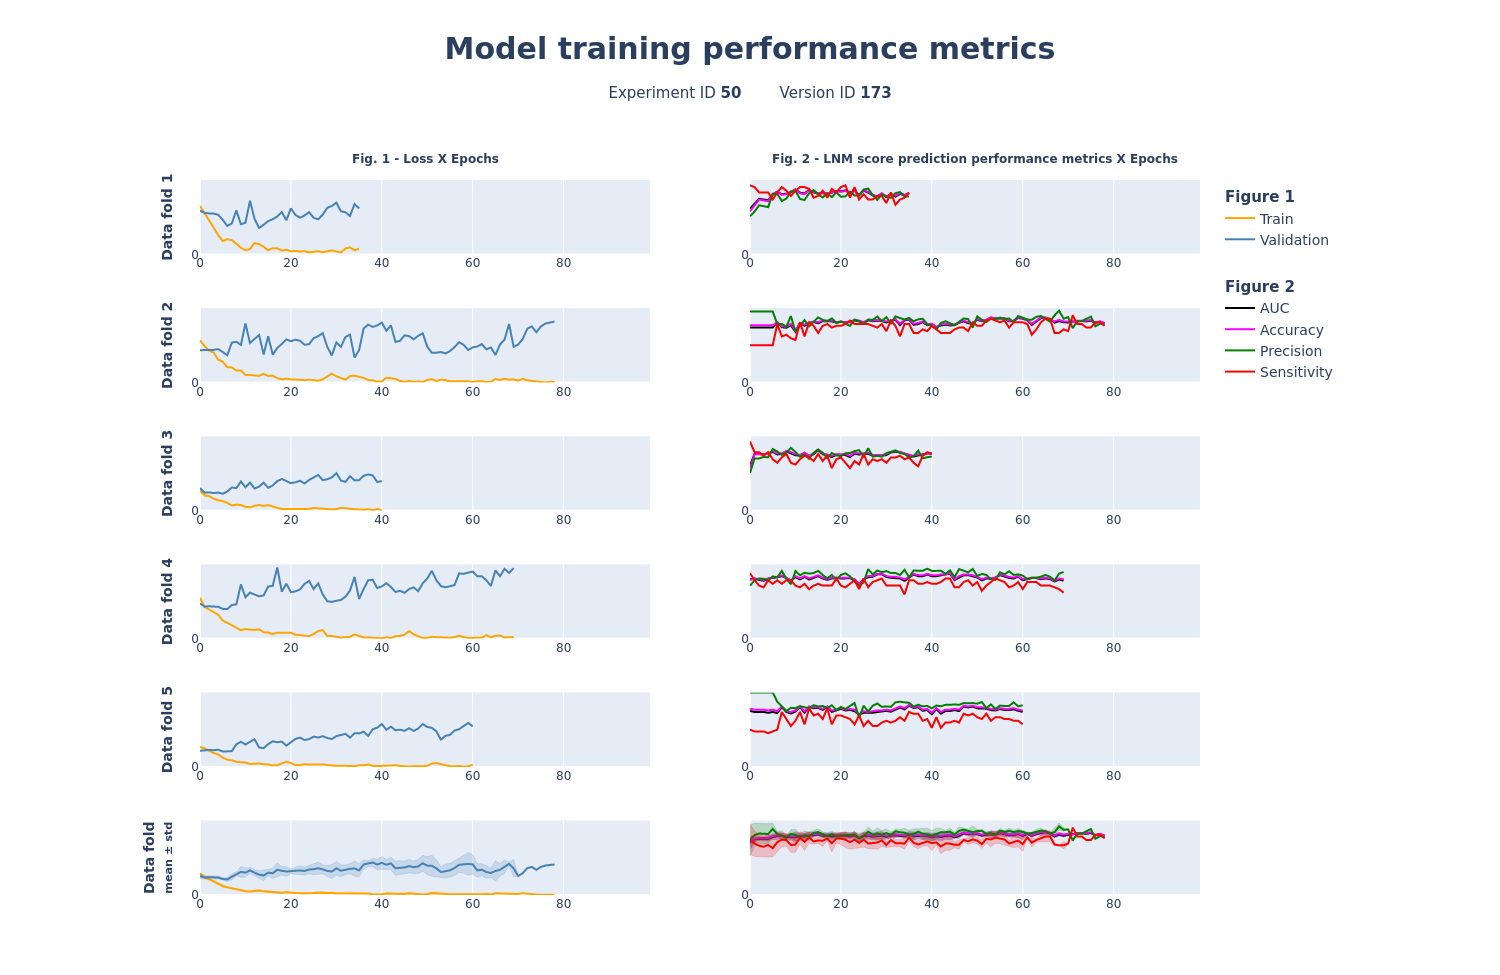 Model training performance metrics
Experiment ID 50 Version ID 173
Fig. 1 - Loss X Epochs
Fig. 2 - LNM score prediction performance metrics X Epochs
Data fold 1
0
0 20 40 60 80
0
0 20 40 60 80
Figure 1
Train
Validation
Figure 2
AUC
Accuracy
Precision
Sensitivity
Data fold 2
0
0 20 40 60 80
0
0 20 40 60 80
Data fold 3
0
0 20 40 60 80
0
0 20 40 60 80
Data fold 4
0
0 20 40 60 80
0
0 20 40 60 80
Data fold 5
0
0 20 40 60 80
0
0 20 40 60 80
Data fold
mean ± std
0
0 20 40 60 80
0
0 20 40 60 80